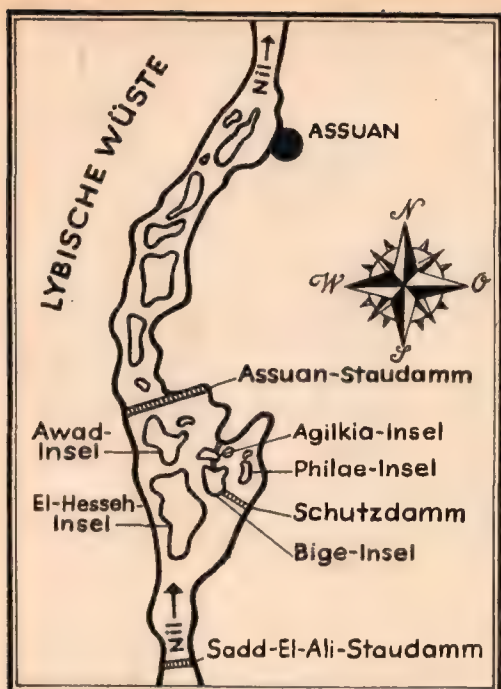 Nil
ASSUAN
LYBISCHE WÜSTE
N
W
O
S
Assuan-Staudamm
Awad-
Insel
Agilkia-Insel
Philae-Insel
El-Hesseh-
Insel
Schutzdamm
Bige-Insel
Nil
Sadd-El-Ali-Staudamm